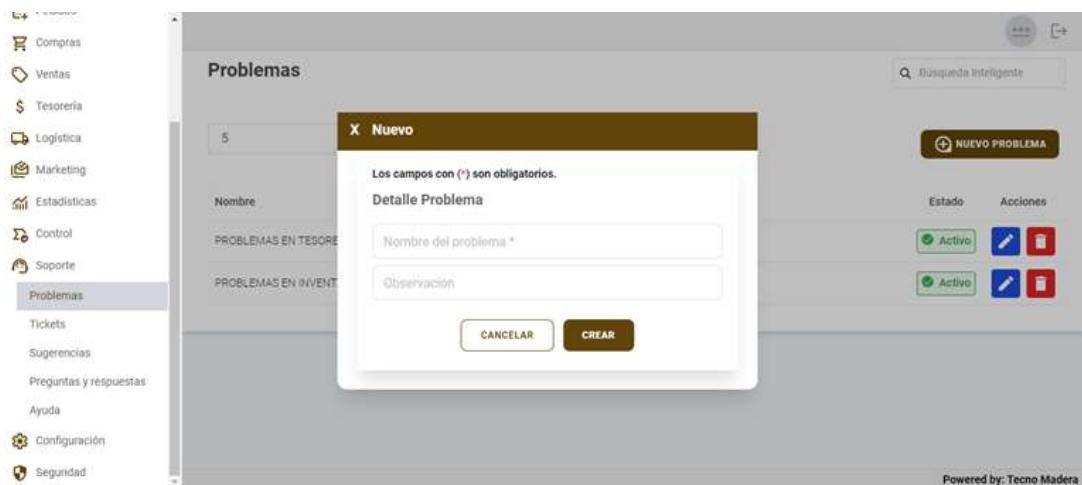 Compras
Ventas
Tesorería
Logística
Marketing
Estadísticas
Control
Soporte
Problemas
Tickets
Sugerencias
Preguntas y respuestas
Ayuda
Configuración
Seguridad
Problemas
Búsqueda Inteligente
5
NUEVO PROBLEMA
Nombre
Estado
Acciones
PROBLEMAS EN TESORE
Activo
PROBLEMAS EN INVENT
Activo
X Nuevo
Los campos con (*) son obligatorios.
Detalle Problema
Nombre del problema *
Observación
CANCELAR
CREAR
Powered by: Tecno Madera